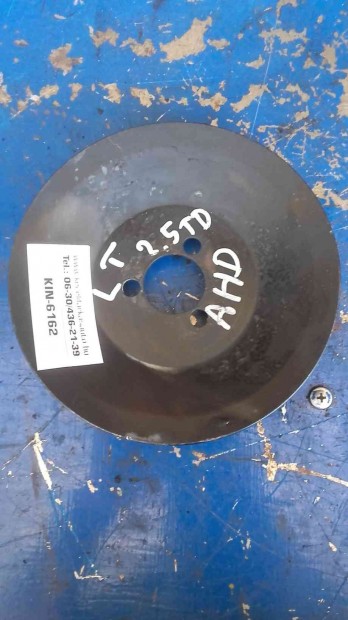 LT 2.5TD
AHD
Tel.: 06-30/436-21-39
KIN-6162